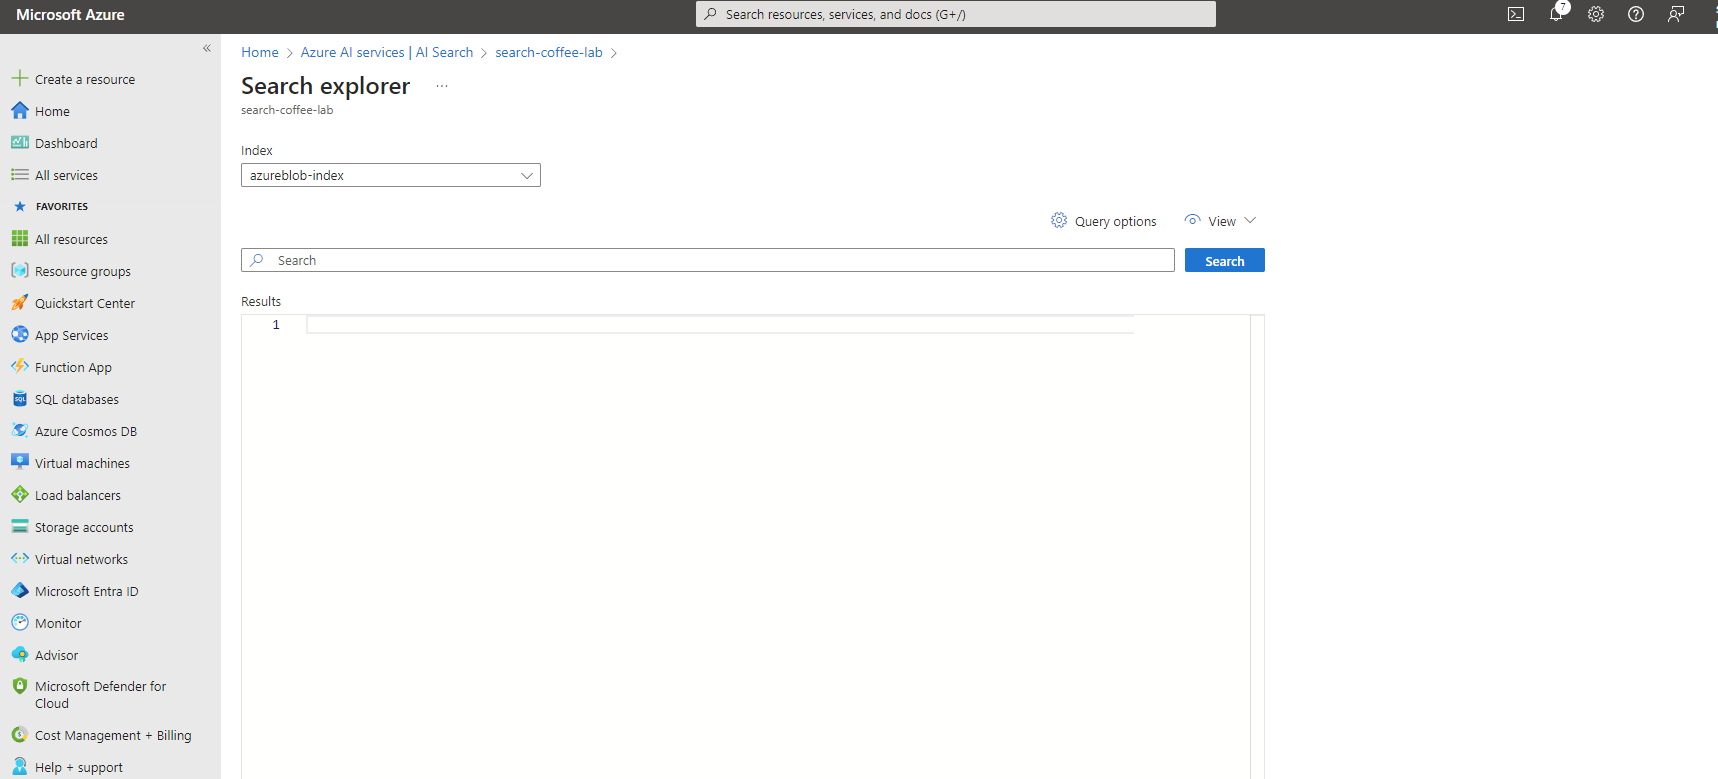 Microsoft Azure
Search resources, services, and docs (G+/)
7
Create a resource
Home
Dashboard
All services
FAVORITES
All resources
Resource groups
Quickstart Center
App Services
Function App
SQL databases
Azure Cosmos DB
Virtual machines
Load balancers
Storage accounts
Virtual networks
Microsoft Entra ID
Monitor
Advisor
Microsoft Defender for
Cloud
Cost Management + Billing
Help + support
Home > Azure AI services | AI Search > search-coffee-lab >
Search explorer ...
search-coffee-lab
Index
azureblob-index
Query options View
Search Search
Results
1